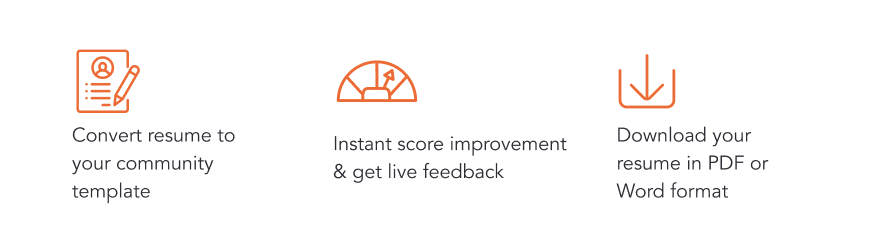 Convert resume to
your community
template
Instant score improvement
& get live feedback
Download your
resume in PDF or
Word format